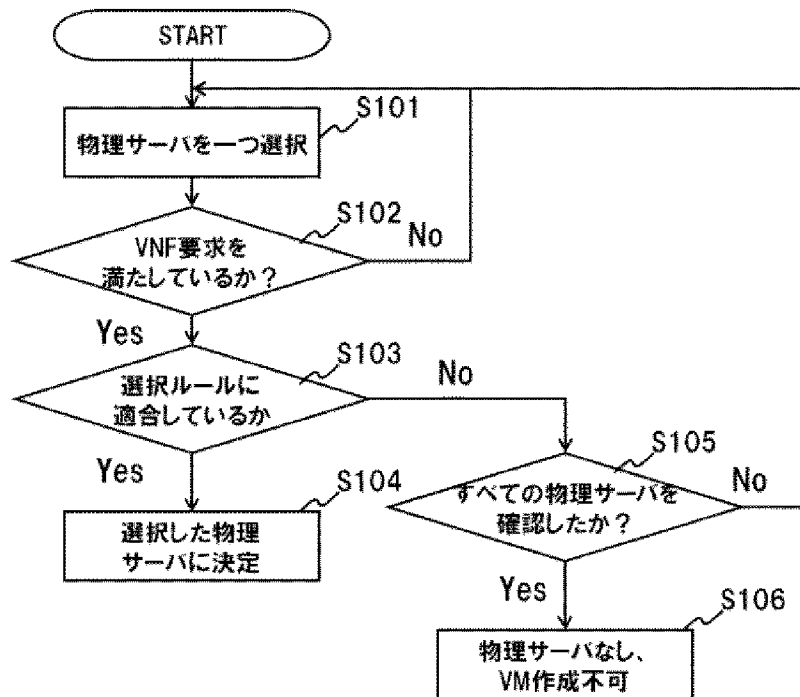 START
S101
物理サーバを一つ選択
S102
VNF要求を
満たしているか？
No
Yes
S103
選択ルールに
適合しているか
No
Yes
S104
選択した物理
サーバに決定
S105
すべての物理サーバを
確認したか？
No
Yes
S106
物理サーバなし、
VM作成不可